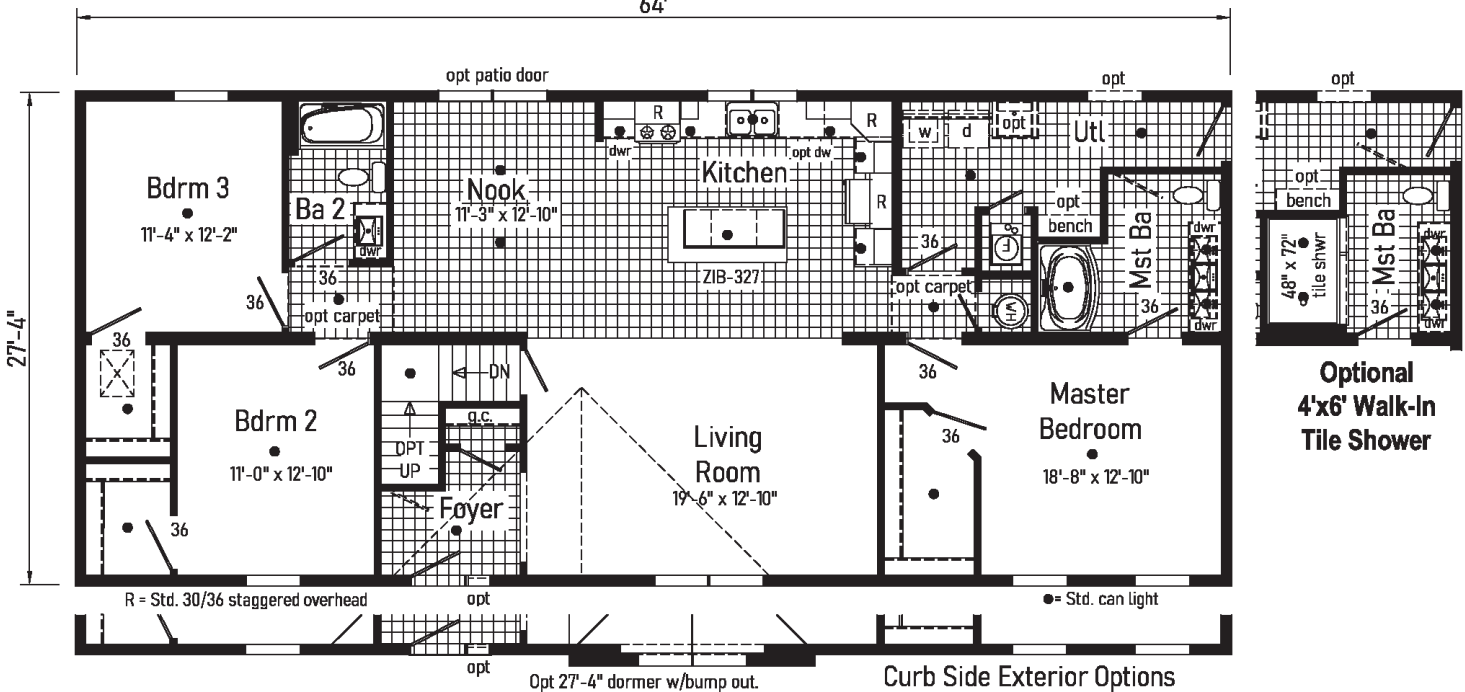 64'
opt patio door
opt
opt
27'-4"
R
R
w
d
opt
Utl
dwr
opt dw
Kitchen
Bdrm 3
11'-4" x 12'-2"
Ba 2
dwr
Nook
11'-3" x 12'-10"
R
opt
bench
Mst Ba
dwr
dwr
opt
bench
48" x 72"
tile shwr
Mst Ba
dwr
dwr
36
36
36
ZIB-327
36
F
36
36
opt carpet
opt carpet
WH
36
36
DN
36
Optional
4'x6' Walk-In
Tile Shower
Bdrm 2
11'-0" x 12'-10"
g.c.
OPT
UP
Living
Room
19'-6" x 12'-10"
36
Master
Bedroom
18'-8" x 12'-10"
36
Foyer
R = Std. 30/36 staggered overhead
opt
●= Std. can light
opt
Opt 27'-4" dormer w/bump out.
Curb Side Exterior Options